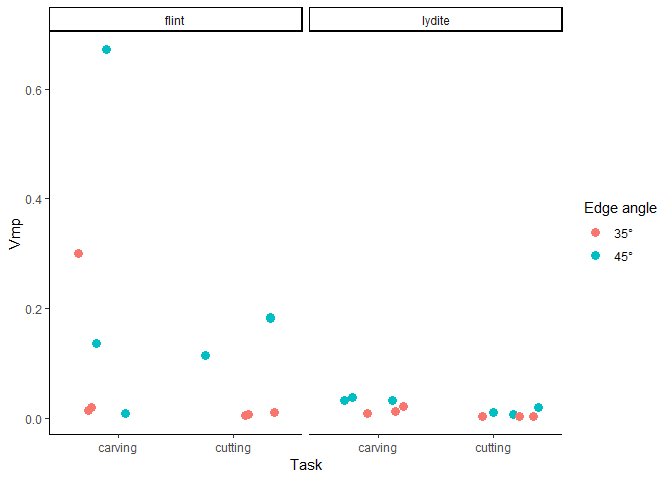 flint
lydite
Vmp
0.6
0.4
0.2
0.0
carving
cutting
carving
cutting
Task
Edge angle
35°
45°